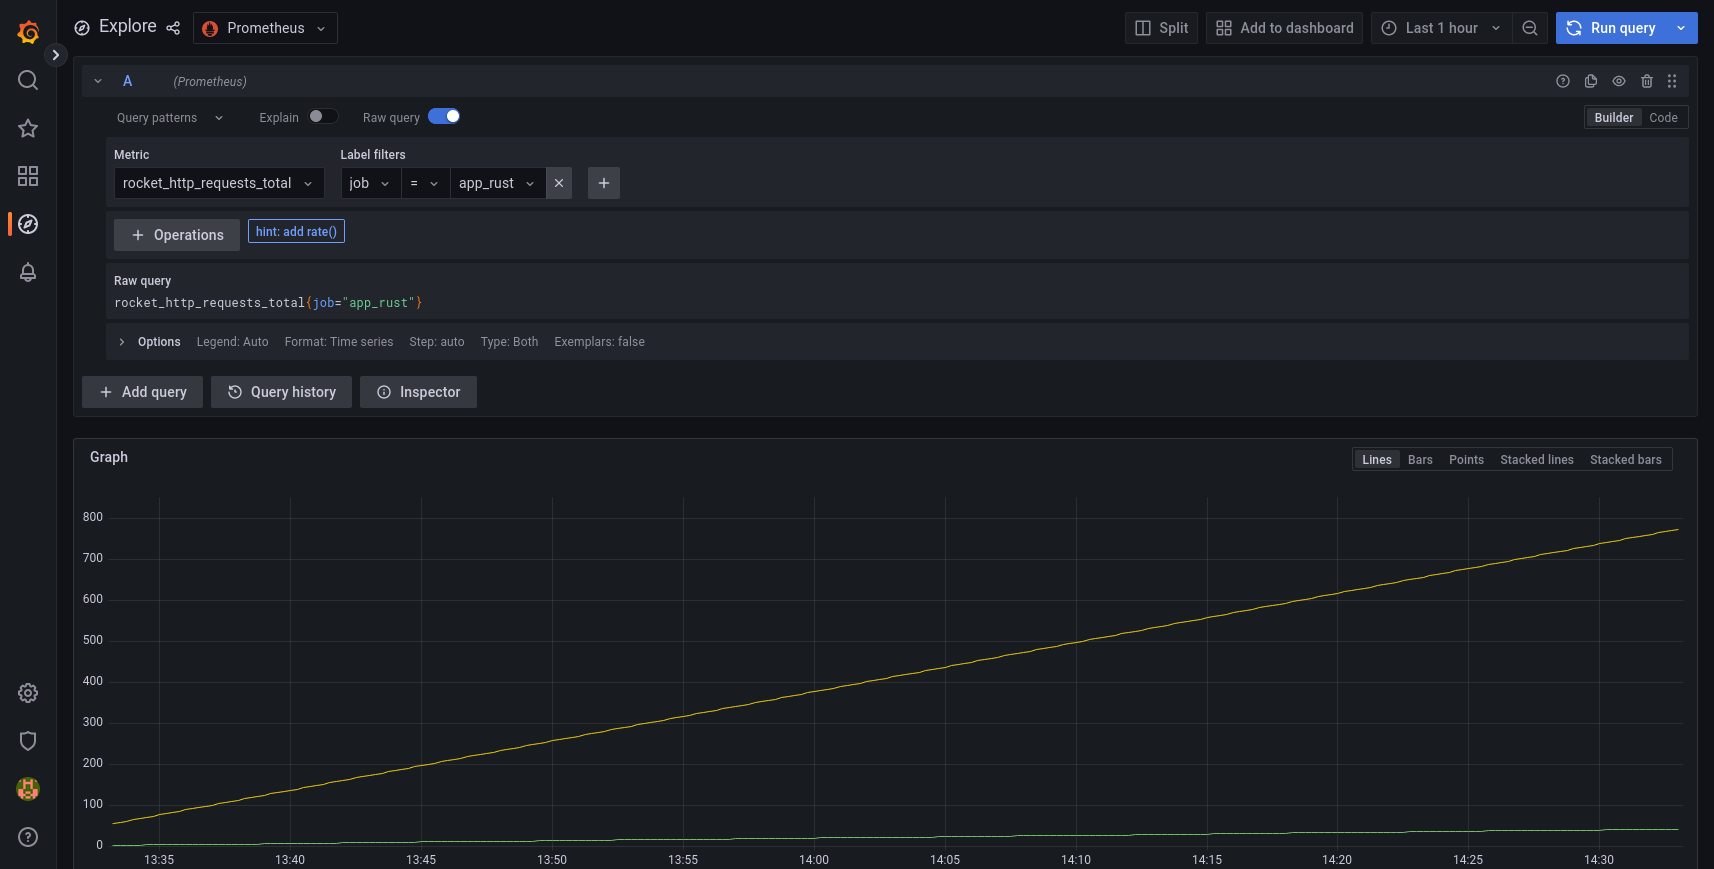 Explore Prometheus Split Add to dashboard Last 1 hour Run query
A (Prometheus)
Query patterns Explain Raw query Builder Code
Metric Label filters
rocket_http_requests_total job = app_rust
Operations hint: add rate()
Raw query
rocket_http_requests_total{job="app_rust"}
Options Legend: Auto Format: Time series Step: auto Type: Both Exemplars: false
Add query Query history Inspector
Graph Lines Bars Points Stacked lines Stacked bars
800
700
600
500
400
300
200
100
0
13:35 13:40 13:45 13:50 13:55 14:00 14:05 14:10 14:15 14:20 14:25 14:30